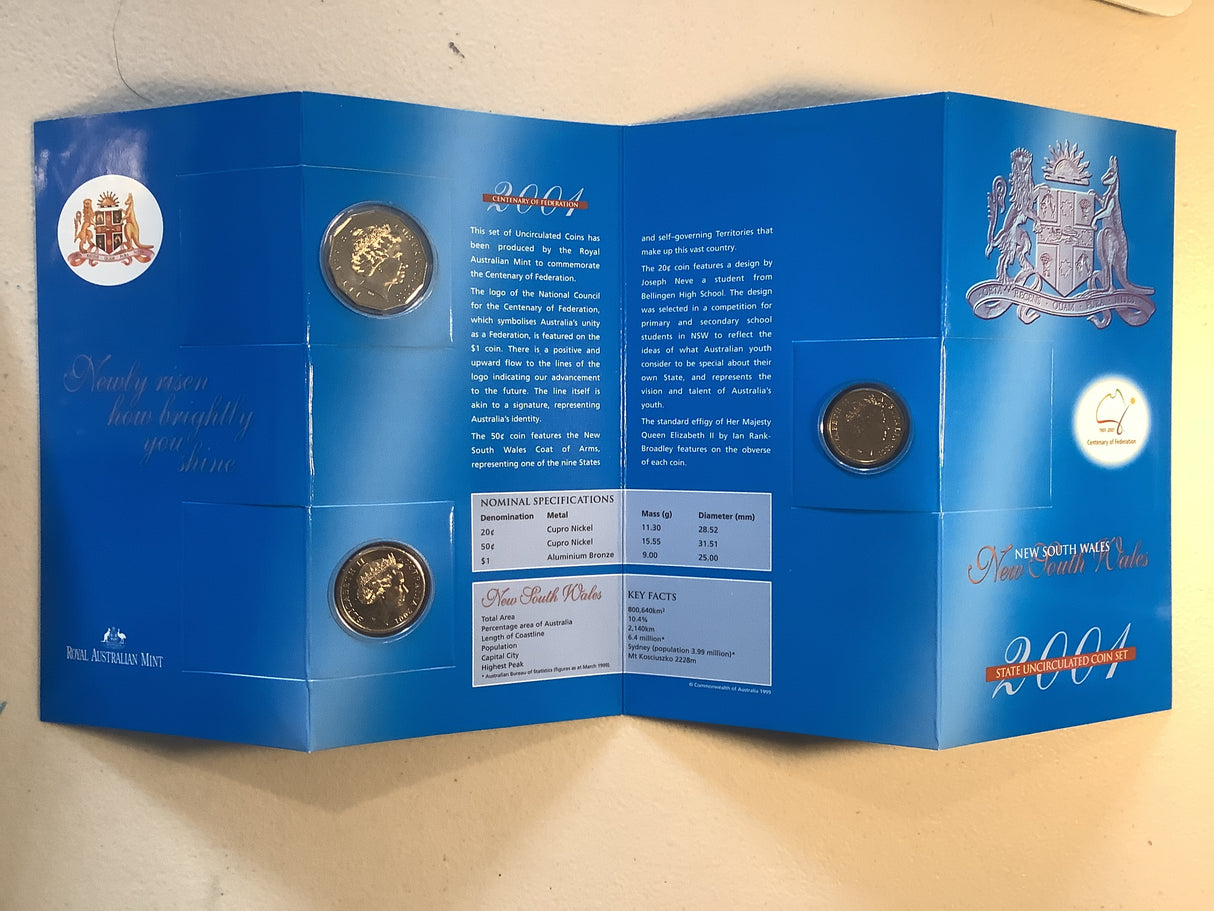 Newly risen
how brightly
you
shine
ROYAL AUSTRALIAN MINT
2001
CENTENARY OF FEDERATION
This set of Uncirculated Coins has
been produced by the Royal
Australian Mint to commemorate
the Centenary of Federation.
The logo of the National Council
for the Centenary of Federation,
which symbolises Australia's unity
as a Federation, is featured on the
$1 coin. There is a positive and
upward flow to the lines of the
logo indicating our advancement
to the future. The line itself is
akin to a signature, representing
Australia's identity.
The 50¢ coin features the New
South Wales Coat of Arms,
representing one of the nine States
and self–governing Territories that
make up this vast country.
The 20¢ coin features a design by
Joseph Neve a student from
Bellingen High School. The design
was selected in a competition for
primary and secondary school
students in NSW to reflect the
ideas of what Australian youth
consider to be special about their
own State, and represents the
vision and talent of Australia's
youth.
The standard effigy of Her Majesty
Queen Elizabeth II by Ian Rank-
Broadley features on the obverse
of each coin.
NOMINAL SPECIFICATIONS
Denomination Metal Mass (g) Diameter (mm)
20¢ Cupro Nickel 11.30 28.52
50¢ Cupro Nickel 15.55 31.51
$1 Aluminium Bronze 9.00 25.00
New South Wales KEY FACTS
Total Area 800,640km²
Percentage area of Australia 10.4%
Length of Coastline 2,140km
Population 6.4 million*
Capital City Sydney (population 3.99 million)*
Highest Peak Mt Kosciuszko 2228m
* Australian Bureau of Statistics (figures as at March 1999)
© Commonwealth of Australia 1999
ELIZABETH II AUSTRALIA 2001
1901 2001
Centenary of Federation
NEW SOUTH WALES
New South Wales
2001
STATE UNCIRCULATED COIN SET